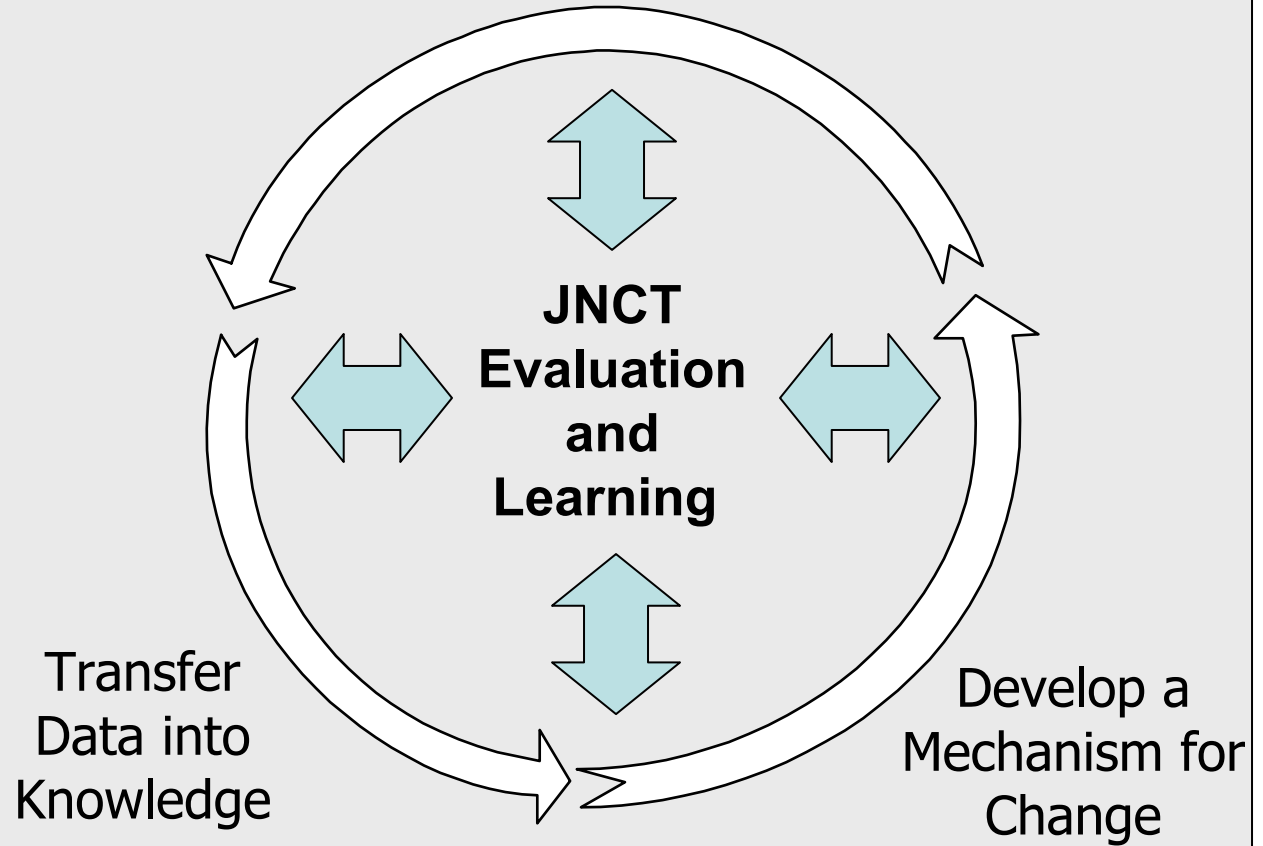 JNCT
Evaluation
and
Learning
Transfer
Data into
Knowledge
Develop a
Mechanism for
Change